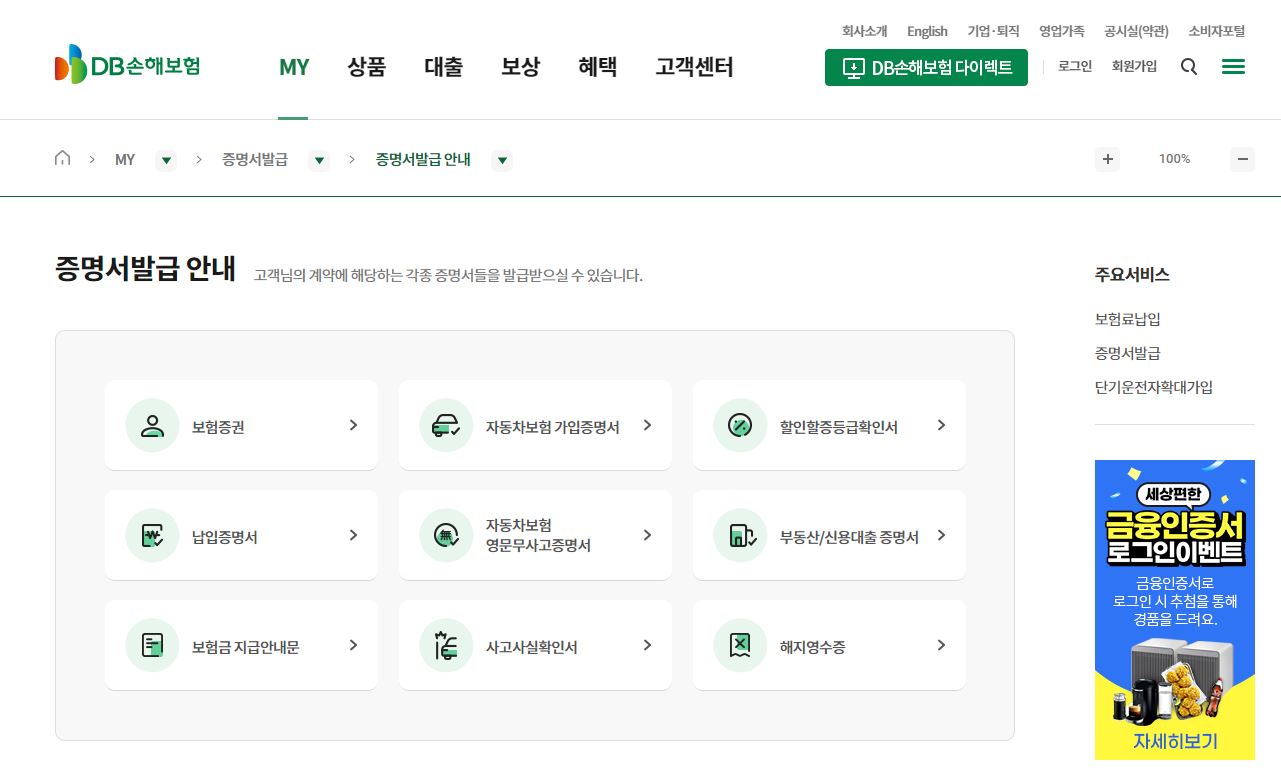 회사소개 English 기업·퇴직 영업가족 공시실(약관) 소비자포털
DB손해보험 MY 상품 대출 보상 혜택 고객센터 DB손해보험 다이렉트 로그인 회원가입
MY 증명서발급 증명서발급 안내 + 100% −
증명서발급 안내 고객님의 계약에 해당하는 각종 증명서들을 발급받으실 수 있습니다.
보험증권 자동차보험 가입증명서 할인할증등급확인서
납입증명서
자동차보험
영문무사고증명서
부동산/신용대출 증명서
보험금 지급안내문 사고사실확인서 해지영수증
주요서비스
보험료납입
증명서발급
단기운전자확대가입
세상편한
금융인증서
로그인이벤트
금융인증서로
로그인 시 추첨을 통해
경품을 드려요.
자세히보기